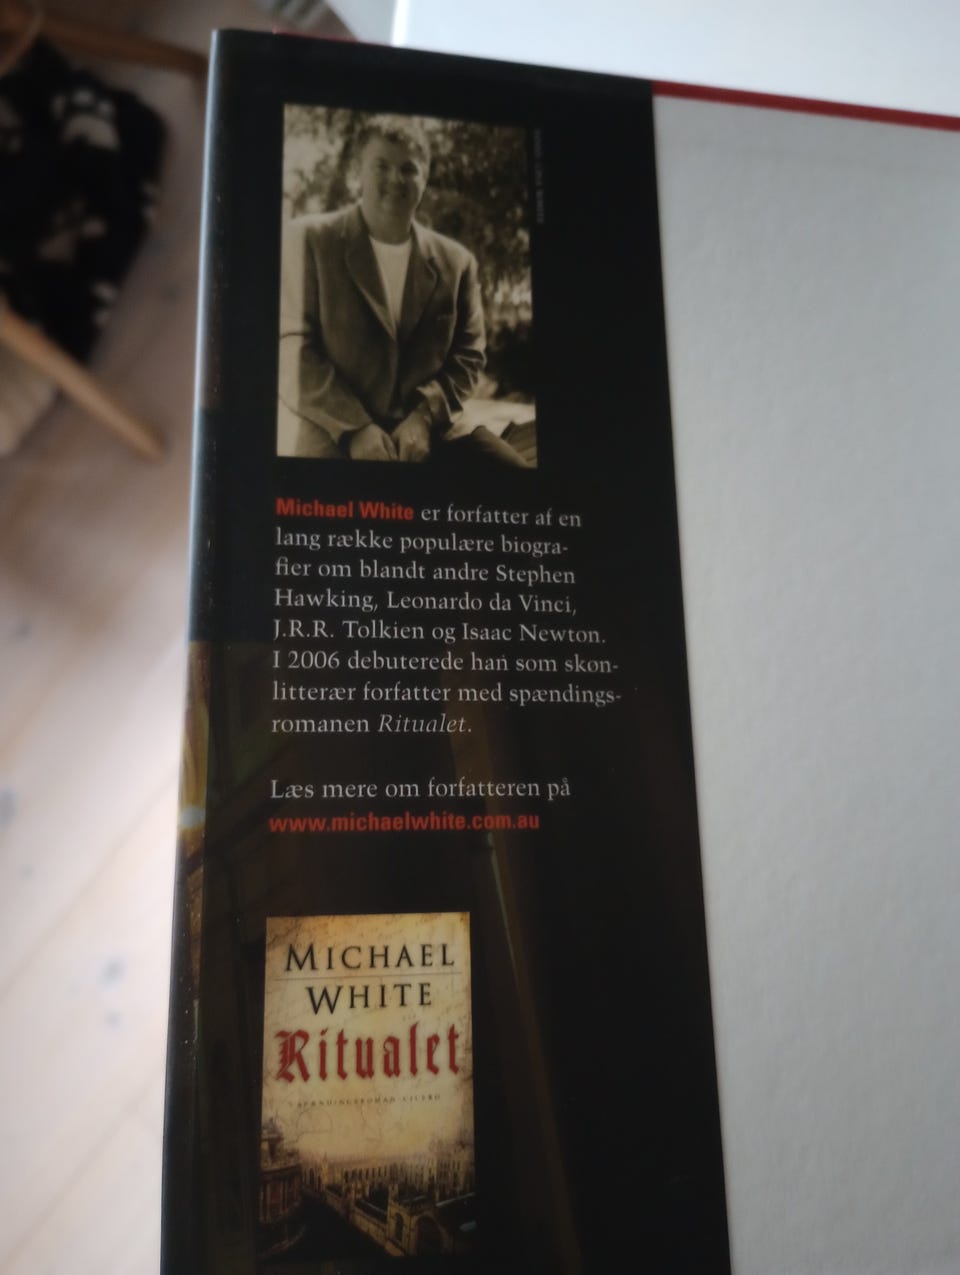 Michael White er forfatter af en
lang række populære biogra-
fier om blandt andre Stephen
Hawking, Leonardo da Vinci,
J.R.R. Tolkien og Isaac Newton.
I 2006 debuterede han som skøn-
litterær forfatter med spændings-
romanen Ritualet.
Læs mere om forfatteren på
www.michaelwhite.com.au
MICHAEL
WHITE
Ritualet
SPÆNDINGSROMAN CICERO